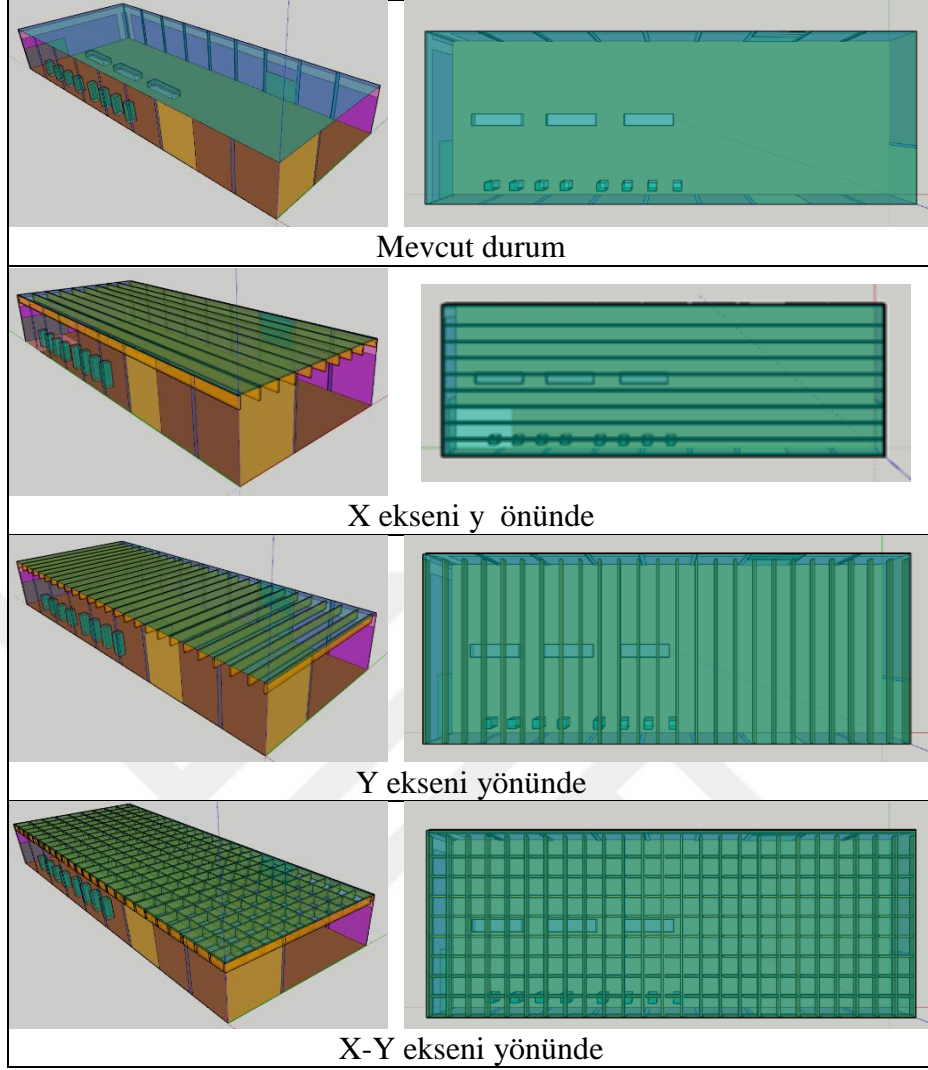 Mevcut durum
X ekseni y  önünde
Y ekseni yönünde
X-Y ekseni yönünde